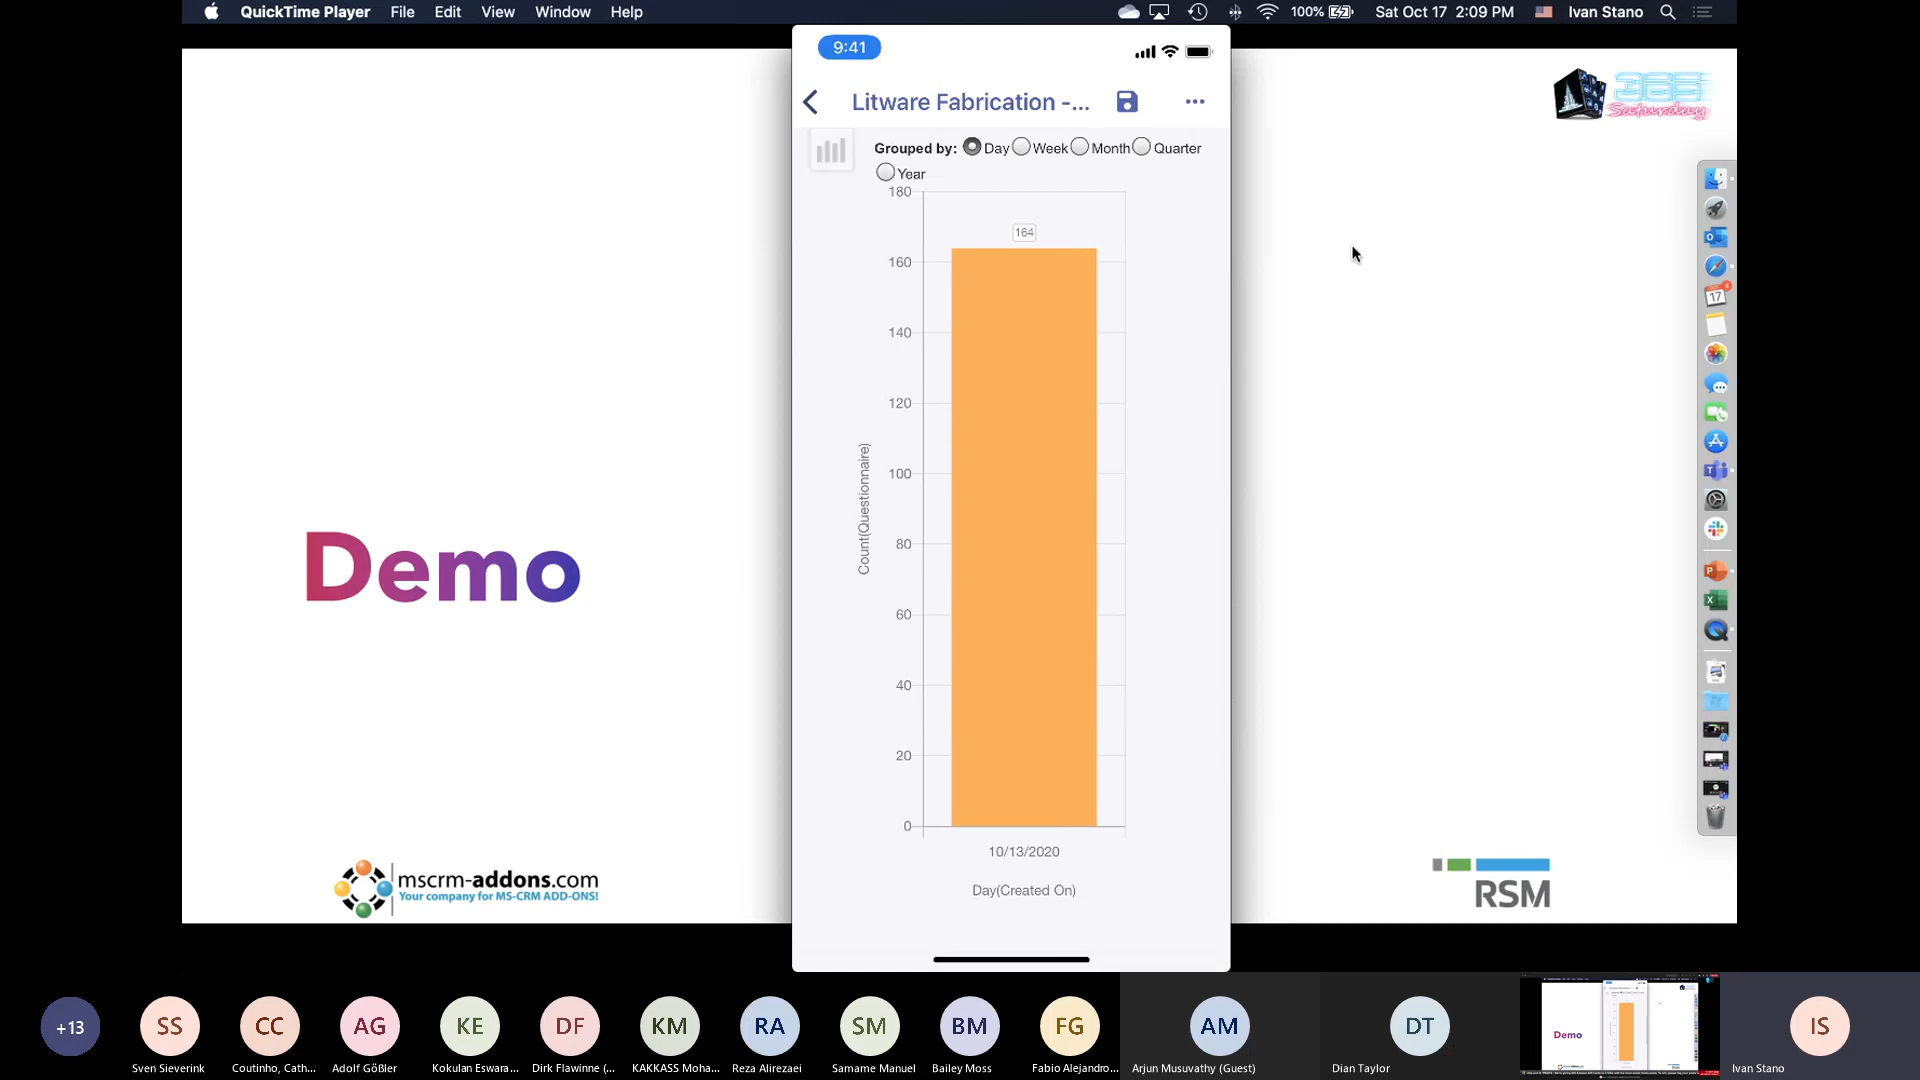 QuickTime Player File Edit View Window Help
100% Sat Oct 17 2:09 PM Ivan Stano
9:41
Litware Fabrication -...
Grouped by: Day Week Month Quarter
Year
365
Saturday
180
164
160
140
120
100
80
60
40
20
0
Count(Questionnaire)
10/13/2020
Day(Created On)
Demo
mscrm-addons.com
Your company for MS-CRM ADD-ONS!
RSM
17
4
+13
SS
CC
AG
KE
DF
KM
RA
SM
BM
FG
AM
DT
Demo
IS
Sven Sieverink
Coutinho, Cath...
Adolf Gößler
Kokulan Eswara...
Dirk Flawinne (...
KAKKASS Moha...
Reza Alirezaei
Samame Manuel
Bailey Moss
Fabio Alejandro...
Arjun Musuvathy (Guest)
Dian Taylor
Ivan Stano